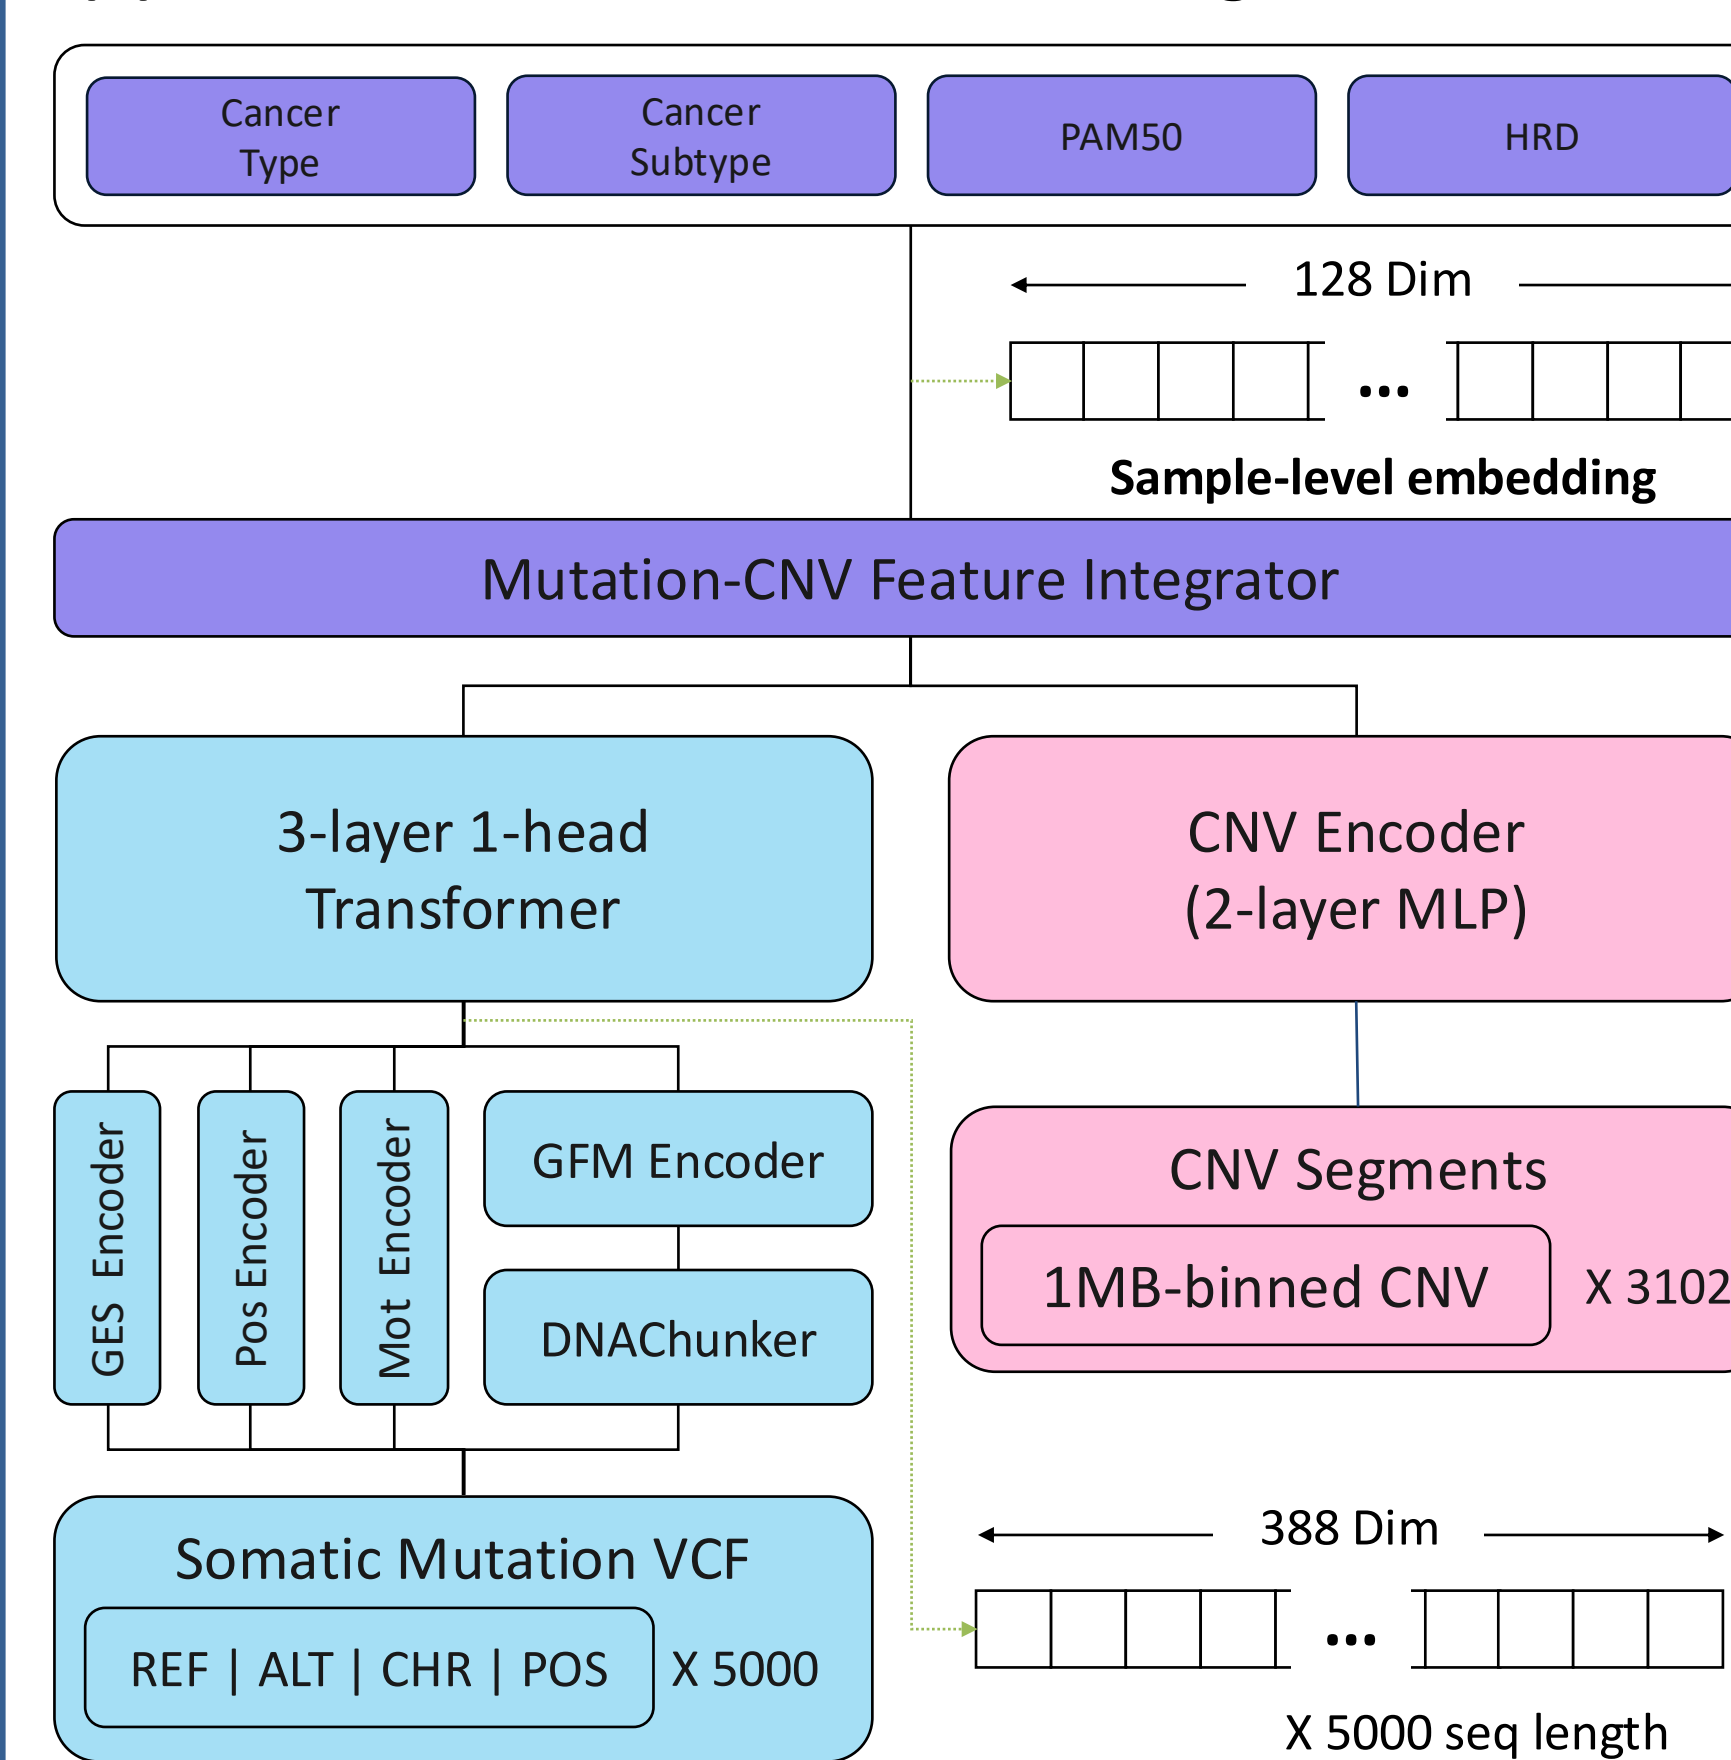 Cancer
Type
Cancer
Subtype
PAM50
HRD
128 Dim
...
Sample-level embedding
Mutation-CNV Feature Integrator
3-layer 1-head
Transformer
CNV Encoder
(2-layer MLP)
GES Encoder
Pos Encoder
Mot Encoder
GFM Encoder
DNAChunker
CNV Segments
1MB-binned CNV
X 3102
Somatic Mutation VCF
REF | ALT | CHR | POS
X 5000
388 Dim
...
X 5000 seq length